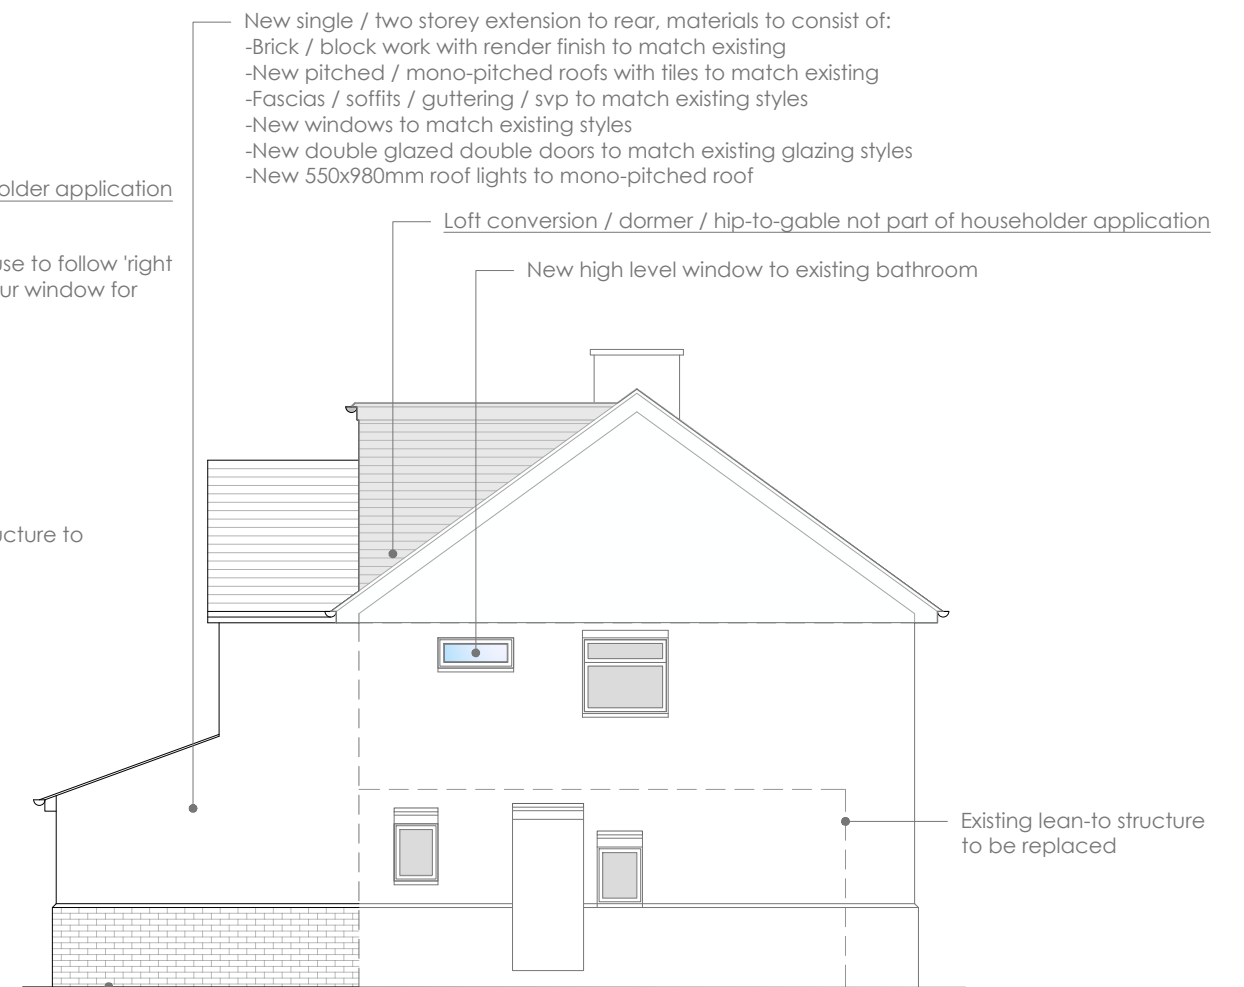 New single / two storey extension to rear, materials to consist of:
-Brick / block work with render finish to match existing
-New pitched / mono-pitched roofs with tiles to match existing
-Fascias / soffits / guttering / svp to match existing styles
-New windows to match existing styles
-New double glazed double doors to match existing glazing styles
-New 550x980mm roof lights to mono-pitched roof
older application
Loft conversion / dormer / hip-to-gable not part of householder application
use to follow 'right
ur window for
New high level window to existing bathroom
ucture to
Existing lean-to structure
to be replaced